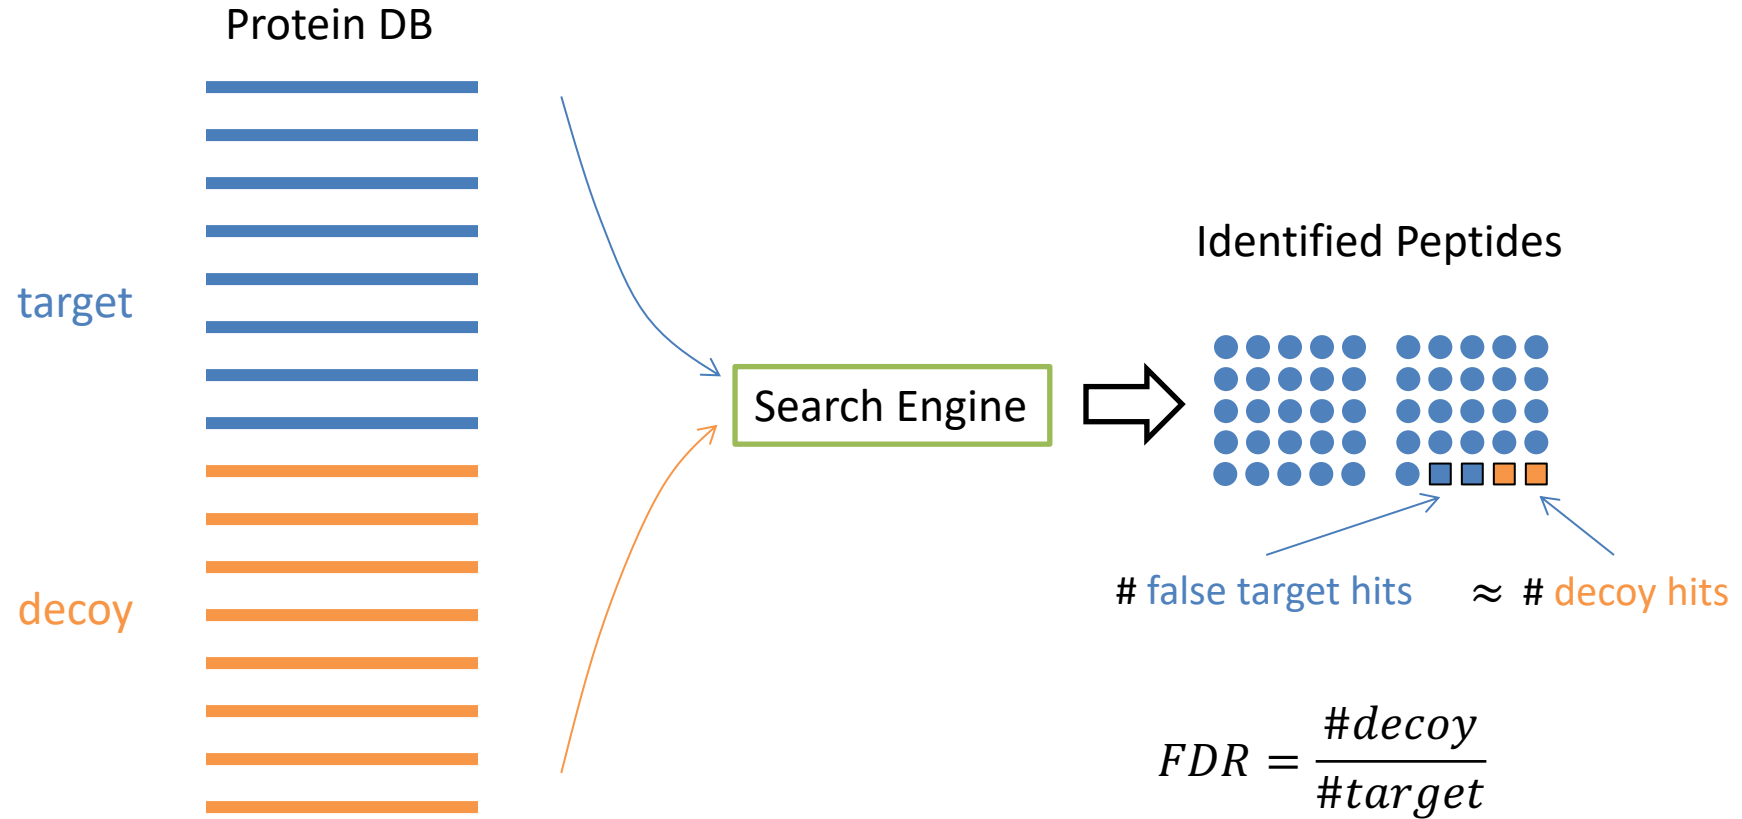 Protein DB
target
decoy
Search Engine
Identified Peptides
# false target hits ≈ # decoy hits
FDR = #decoy / #target